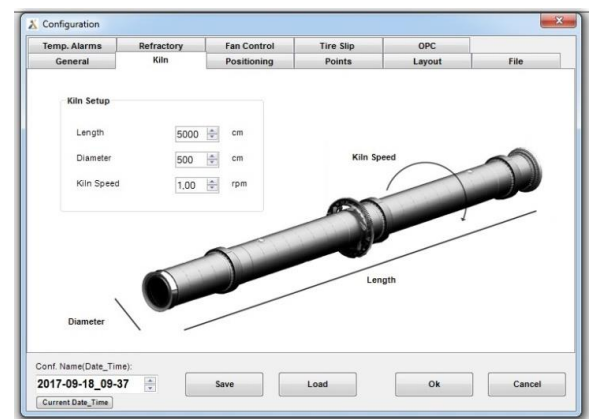 Configuration
Temp. Alarms Refractory Fan Control Tire Slip OPC
General Kiln Positioning Points Layout File
Kiln Setup
Length 5000 cm
Diameter 500 cm
Kiln Speed 1,00 rpm
Kiln Speed
Length
Diameter
Conf. Name(Date_Time):
2017-09-18_09-37
Save Load Ok Cancel
Current Date_Time